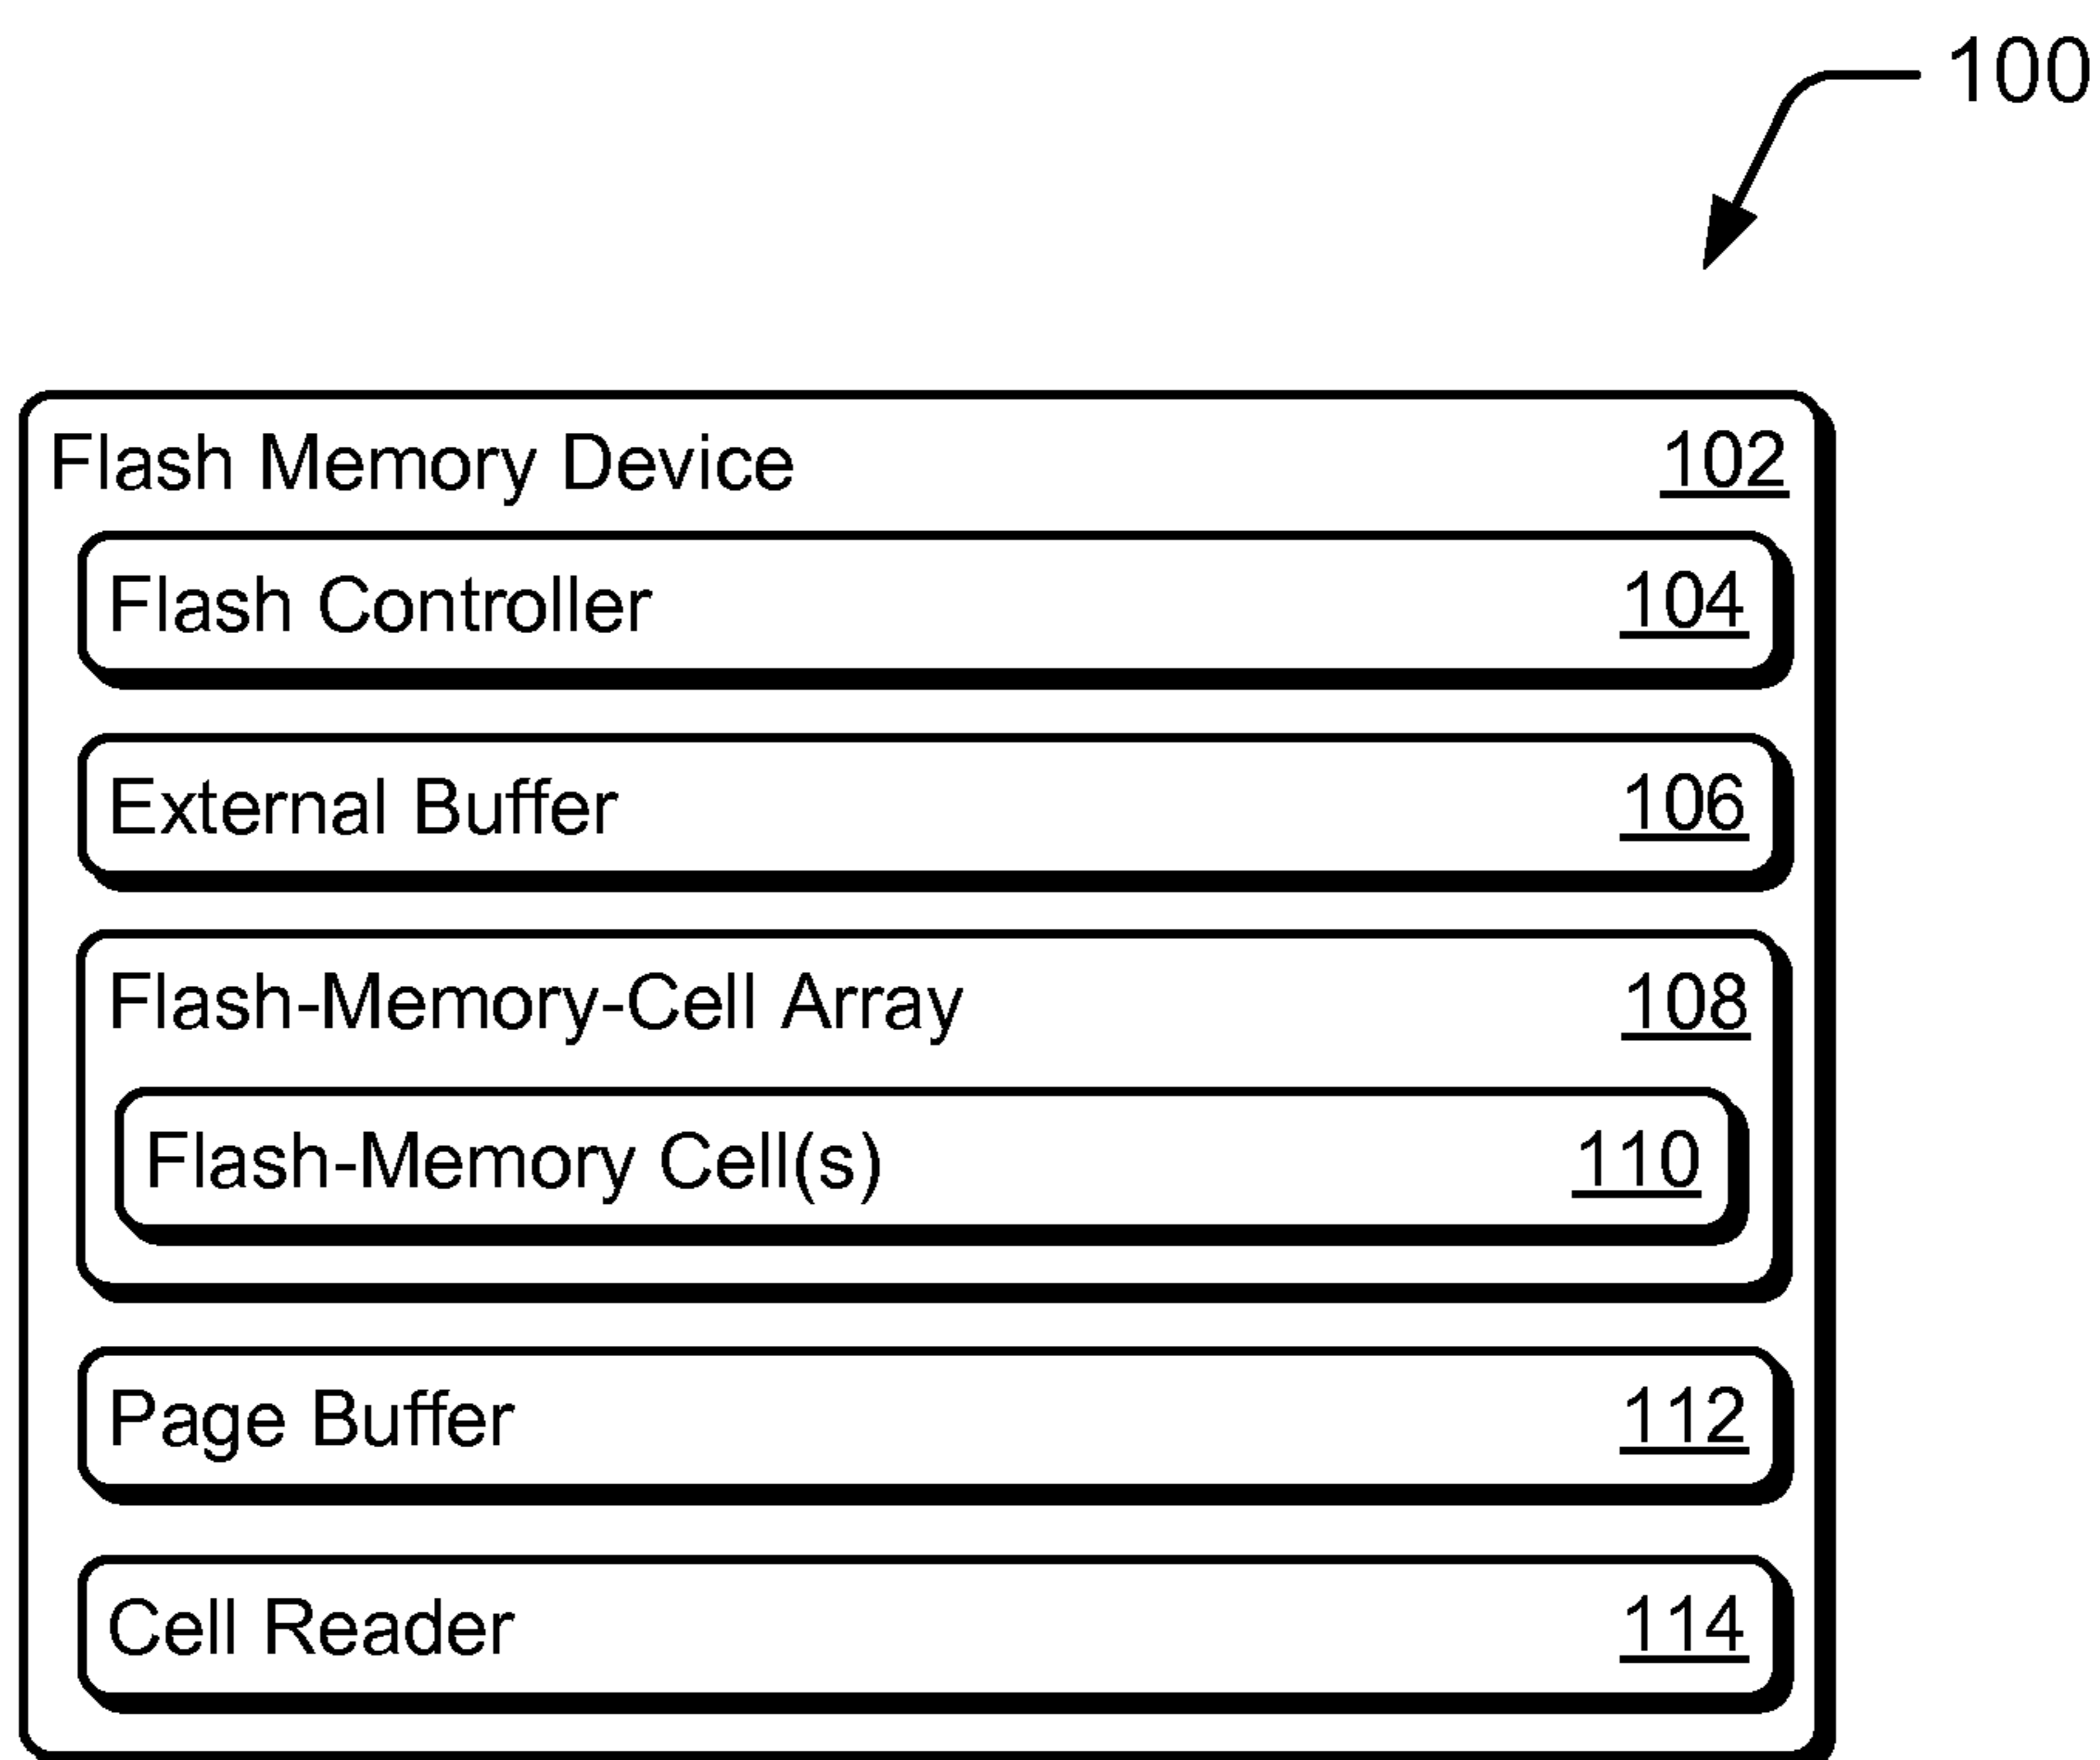 100
Flash Memory Device 102
Flash Controller 104
External Buffer 106
Flash-Memory-Cell Array 108
Flash-Memory Cell(s) 110
Page Buffer 112
Cell Reader 114